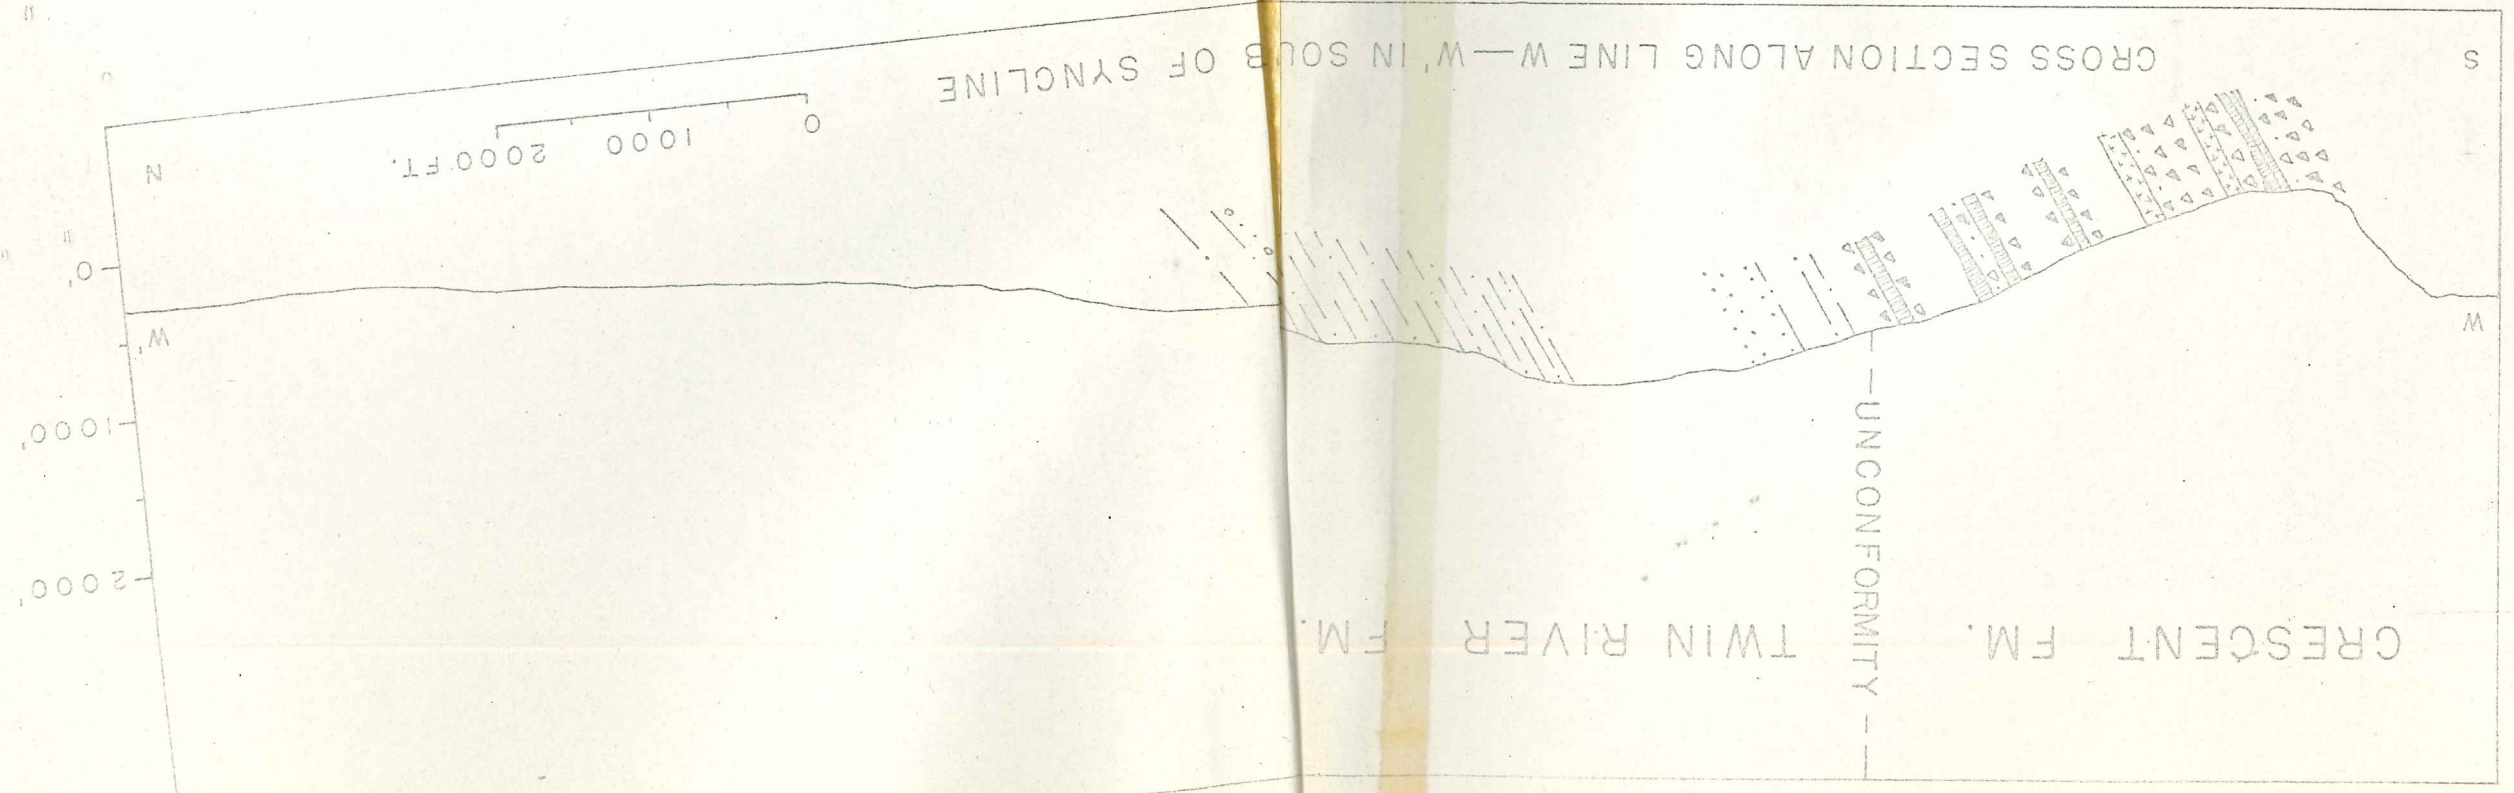 CRESCENT FM.
UNCONFORMITY
TWIN RIVER FM.
2000'
1000'
0'
W
W'
S
N
0 1000 2000 FT.
CROSS SECTION ALONG LINE W—W' IN B OF SYNCLINE